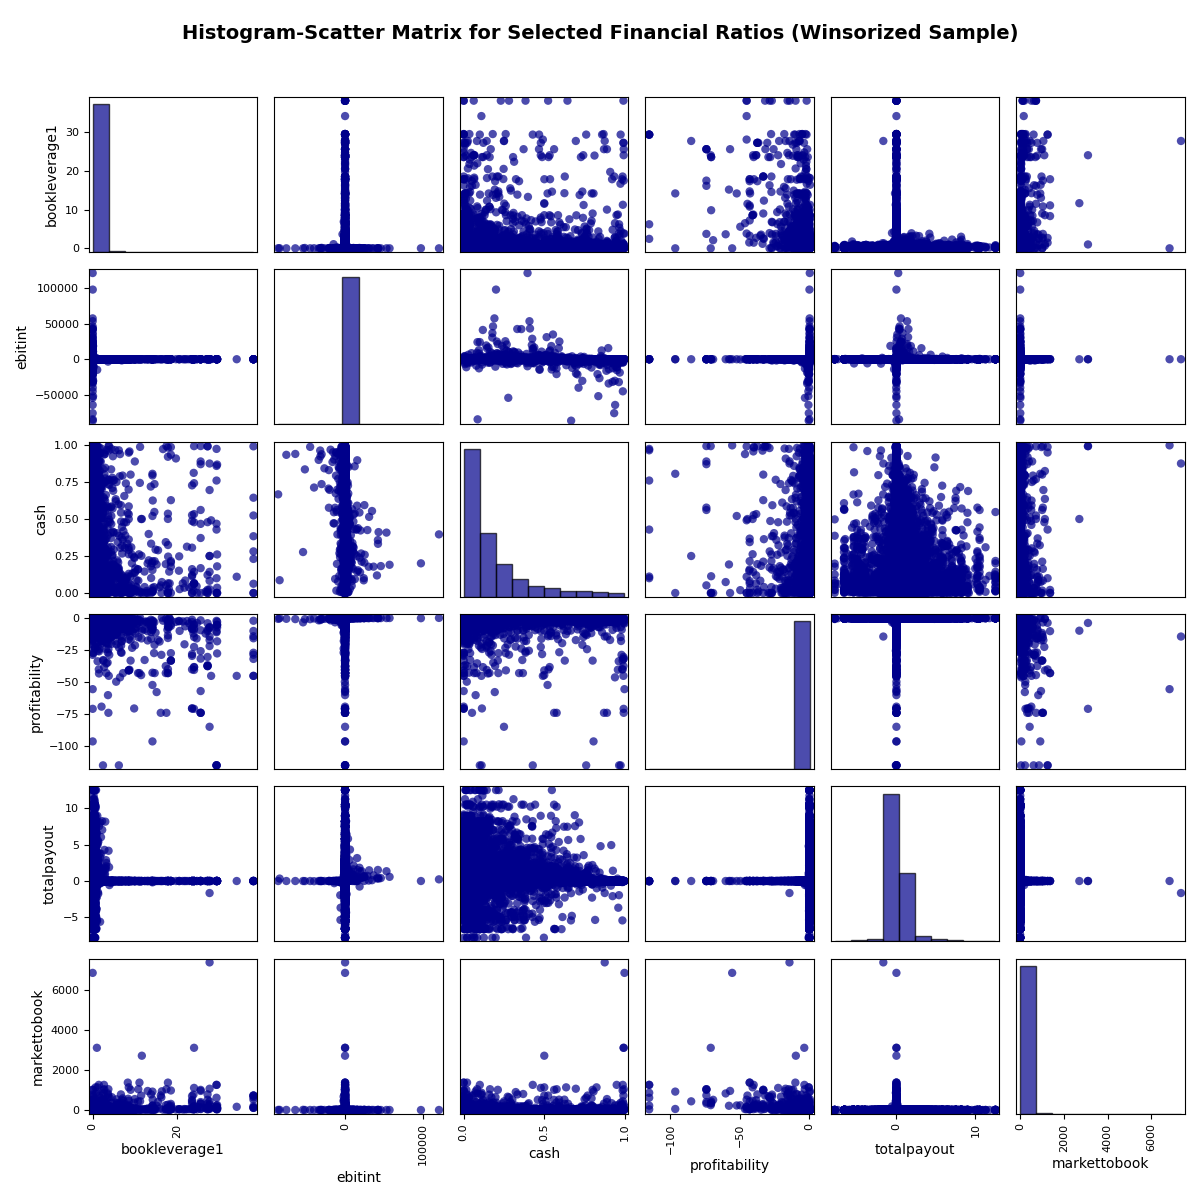 Histogram-Scatter Matrix for Selected Financial Ratios (Winsorized Sample)
bookleverage1
30
20
10
0
ebitint
100000
50000
0
−50000
cash
1.00
0.75
0.50
0.25
0.00
profitability
0
−25
−50
−75
−100
totalpayout
10
5
0
−5
markettobook
6000
4000
2000
0
0 20
0 100000
0.0 0.5 1.0
−100 −50 0
0 10
0 2000 4000 6000
bookleverage1
ebitint
cash
profitability
totalpayout
markettobook